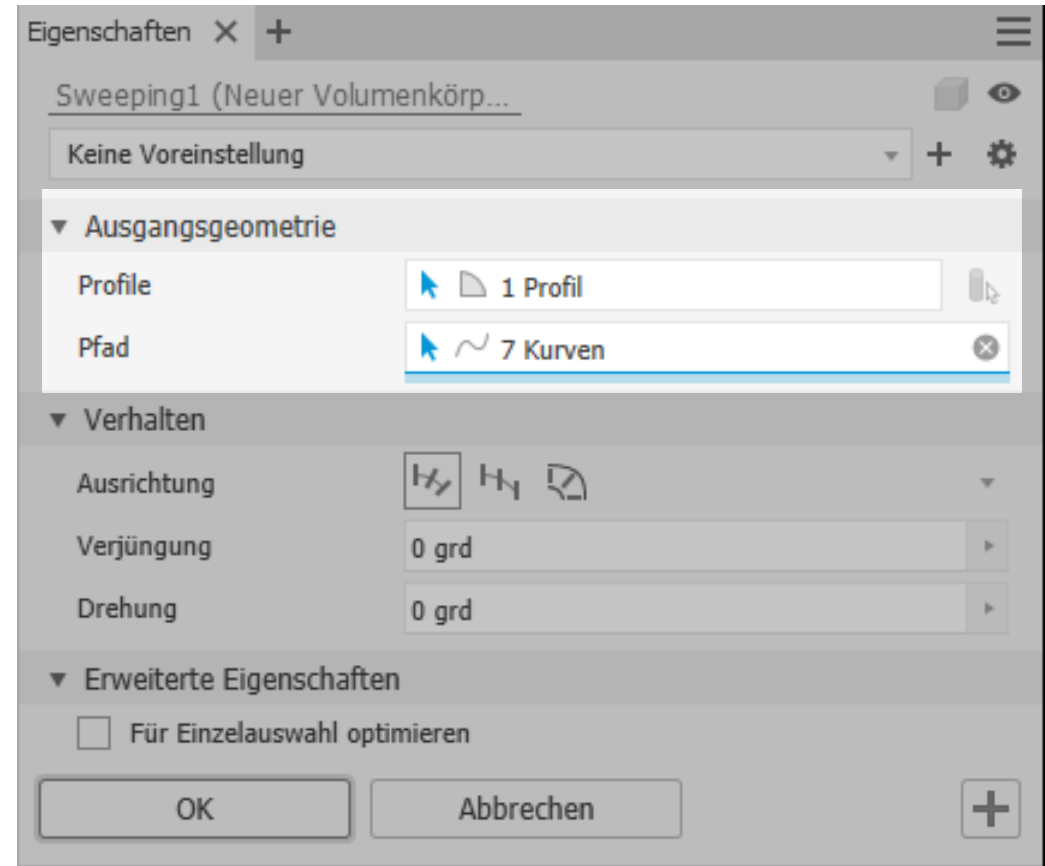 Eigenschaften
Sweeping1 (Neuer Volumenkörp...
Keine Voreinstellung
Ausgangsgeometrie
Profile 1 Profil
Pfad 7 Kurven
Verhalten
Ausrichtung
Verjüngung 0 grd
Drehung 0 grd
Erweiterte Eigenschaften
Für Einzelauswahl optimieren
OK Abbrechen